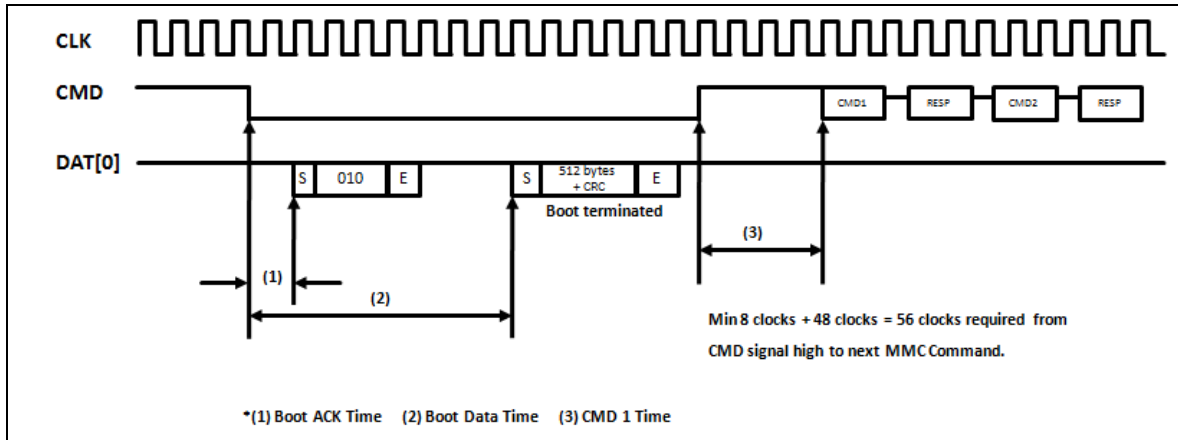 CLK
CMD
CMD1 RESP CMD2 RESP
DAT[0]
S 010 E S 512 bytes + CRC E
Boot terminated
(3)
(1)
(2)
Min 8 clocks + 48 clocks = 56 clocks required from
CMD signal high to next MMC Command.
*(1) Boot ACK Time (2) Boot Data Time (3) CMD 1 Time